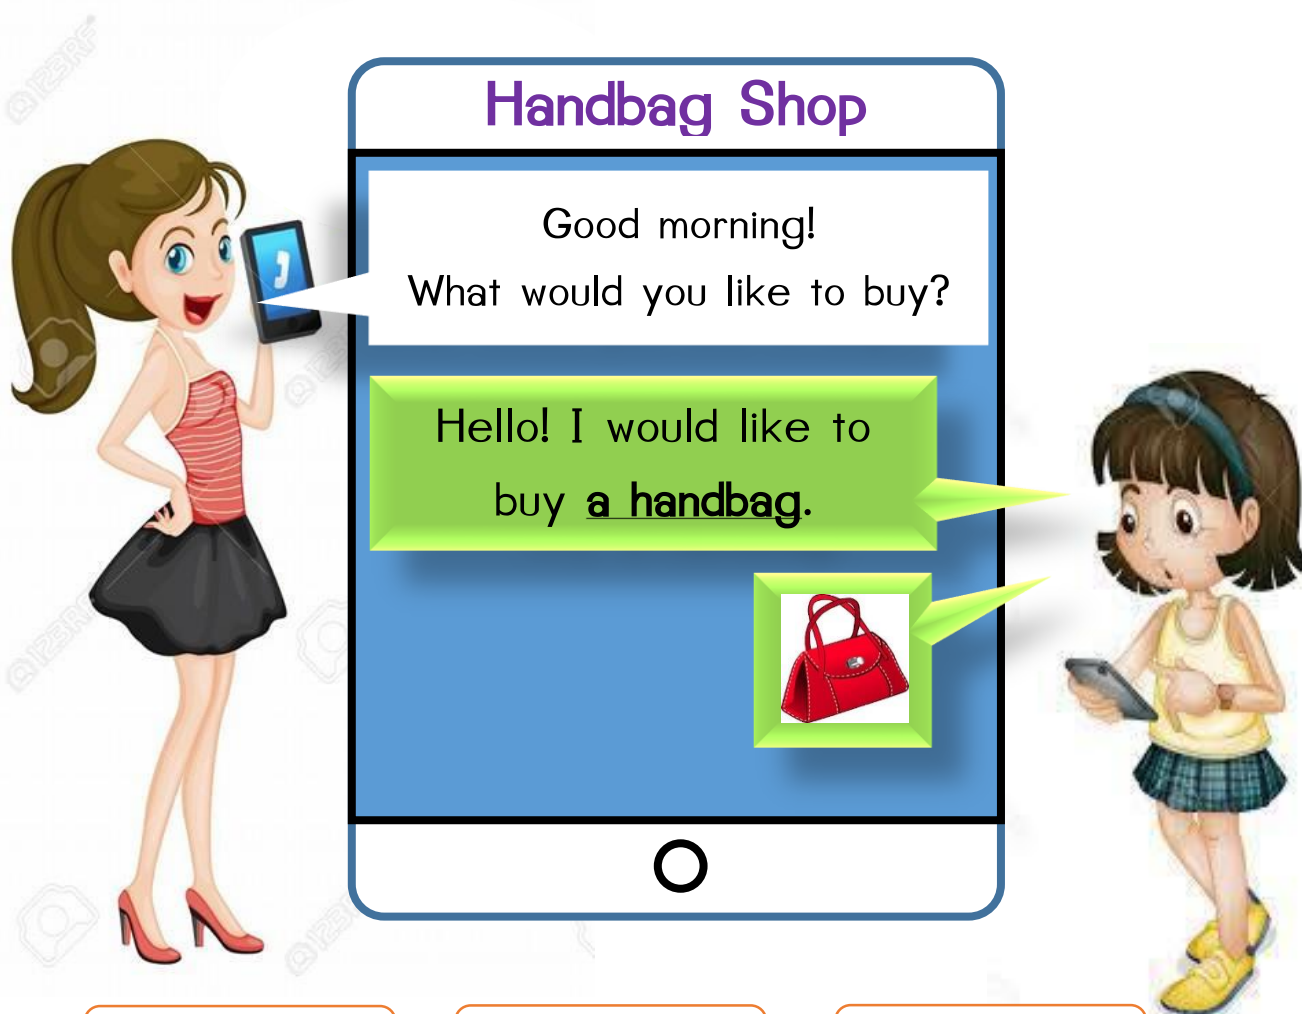 Handbag Shop
Good morning!
What would you like to buy?
Hello! I would like to
buy a handbag.